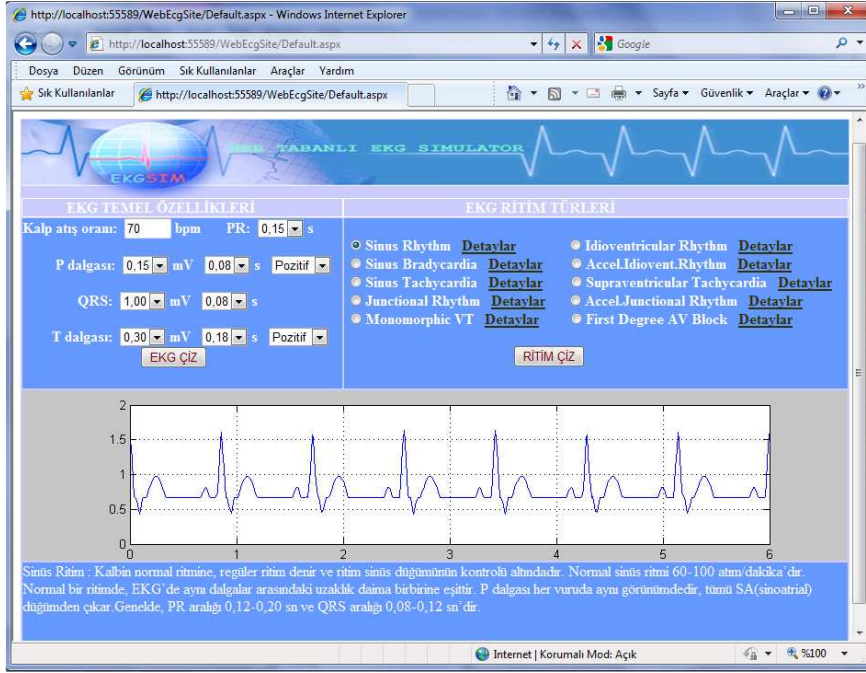 http://localhost:55589/WebEcgSite/Default.aspx - Windows Internet Explorer
http://localhost:55589/WebEcgSite/Default.aspx
Google
Dosya Düzen Görünüm Sık Kullanılanlar Araçlar Yardım
Sık Kullanılanlar http://localhost:55589/WebEcgSite/Default.aspx Sayfa Güvenlik Araçlar
WEB TABANLI EKG SIMULATOR
EKGSIM
EKG TEMEL ÖZELLİKLERİ EKG RİTİM TÜRLERİ
Kalp atış oranı: 70 bpm PR: 0,15 s
Sinus Rhythm Detaylar Idioventricular Rhythm Detaylar
P dalgası: 0,15 mV 0,08 s Pozitif
Sinus Bradycardia Detaylar Accel.Idiovent.Rhythm Detaylar
Sinus Tachycardia Detaylar Supraventricular Tachycardia Detaylar
QRS: 1,00 mV 0,08 s
Junctional Rhythm Detaylar Accel.Junctional Rhythm Detaylar
Monomorphic VT Detaylar First Degree AV Block Detaylar
T dalgası: 0,30 mV 0,18 s Pozitif
EKG ÇİZ RİTİM ÇİZ
2
1.5
1
0.5
0
0 1 2 3 4 5 6
Sinüs Ritim : Kalbin normal ritmine, regüler ritim denir ve ritim sinüs düğümünün kontrolü altındadır. Normal sinüs ritmi 60-100 atım/dakika`dır.
Normal bir ritimde, EKG`de aynı dalgalar arasındaki uzaklık daima birbirine eşittir. P dalgası her vuruda aynı görünümdedir, tümü SA(sinoatrial)
düğümden çıkar.Genelde, PR aralığı 0,12-0,20 sn ve QRS aralığı 0,08-0,12 sn`dir.
Internet | Korumalı Mod: Açık %100